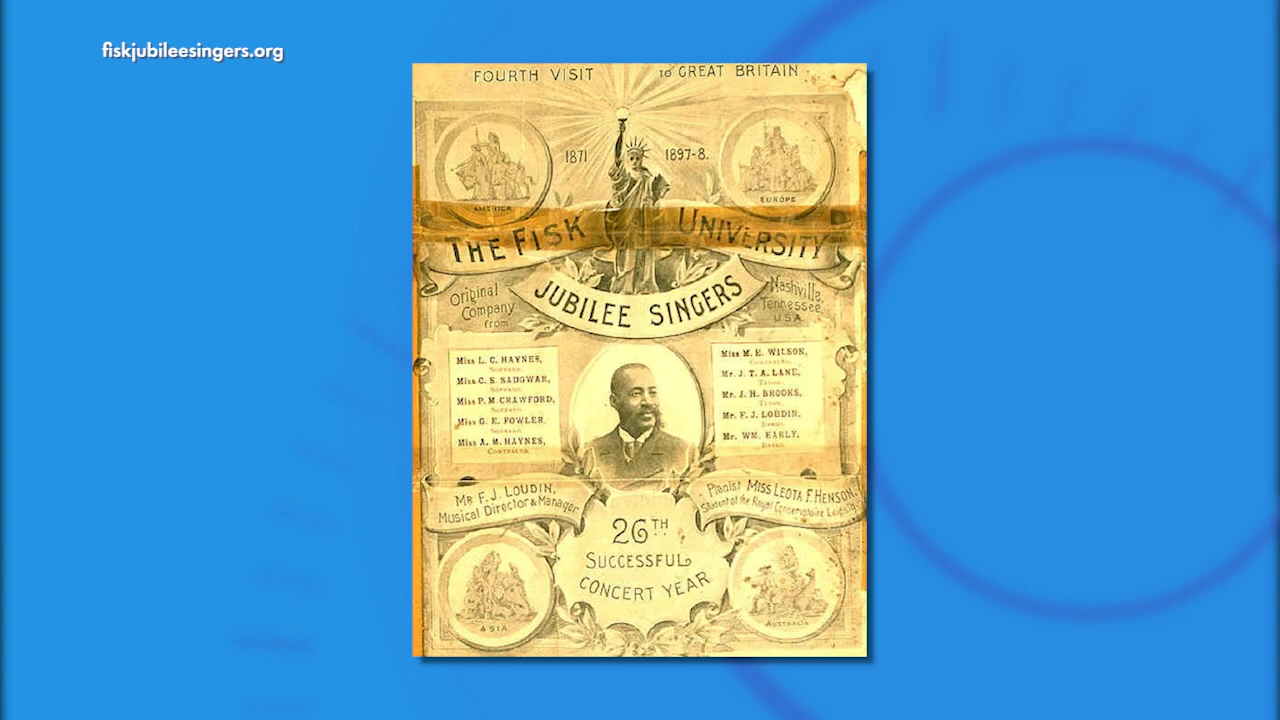 fiskjubileesingers.org
FOURTH VISIT TO GREAT BRITAIN
1871 1897-8.
AMERICA
EUROPE
THE FISK UNIVERSITY
JUBILEE SINGERS
Original
Company
from
Nashville,
Tennessee
U.S.A.
Miss L. C. HAYNES,
SOPRANO.
Miss C. S. SADGWAR,
SOPRANO.
Miss P. M. CRAWFORD,
SOPRANO.
Miss G. E. FOWLER,
SOPRANO.
Miss A. M. HAYNES,
CONTRALTO.
Miss M. E. WILSON,
CONTRALTO.
Mr. J. T. A. LANE,
TENOR.
Mr. J. H. BROOKS,
TENOR.
Mr. F. J. LOUDIN,
BASSO.
Mr. WM. EARLY,
BASSO.
MR F. J. LOUDIN,
Musical Director & Manager
Pianist MISS LEOTA F. HENSON,
Student of the Royal Conservatoire Leipsic
26TH
SUCCESSFUL
CONCERT YEAR
ASIA
AUSTRALIA